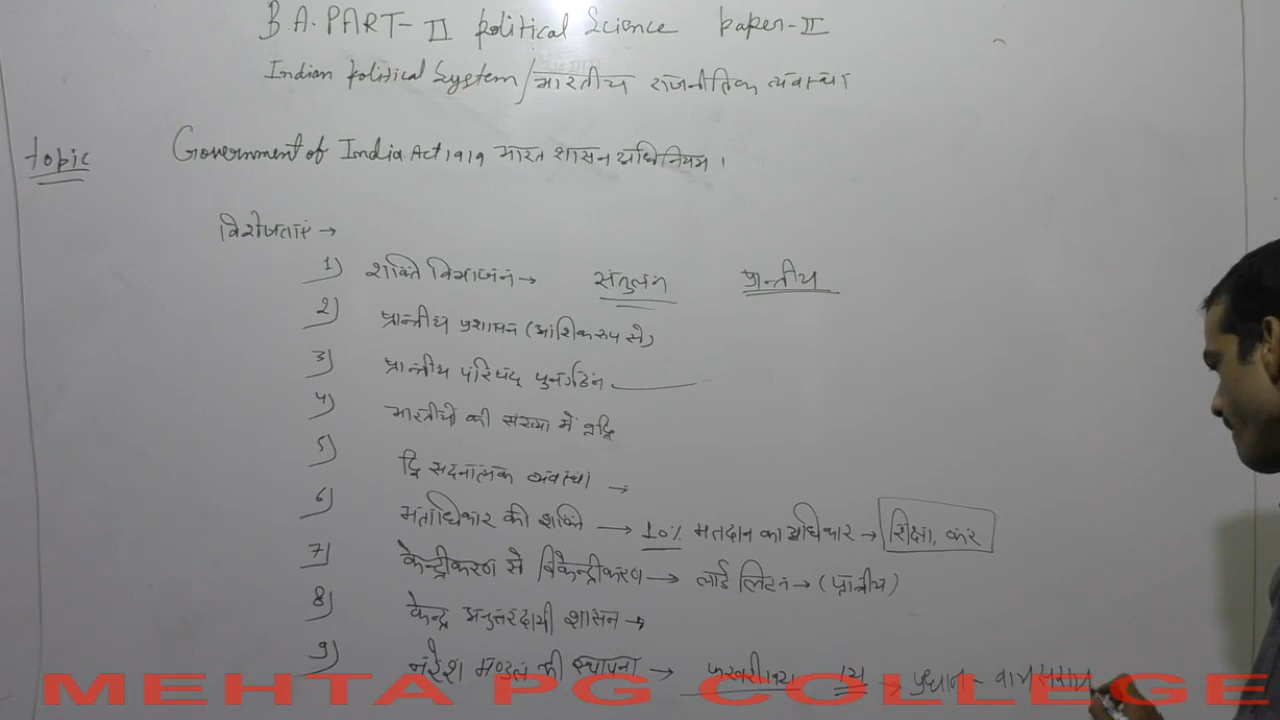 B.A. PART-II Political Science Paper-II
Indian Political System/भारतीय राजनीतिक व्यवस्था
Topic
Government of India Act 1919 भारत शासन अधिनियम।
विशेषताएं →
1) शक्ति विभाजन → संतुलन प्रान्तीय
2) प्रान्तीय प्रशासन (आंशिक रूप से)
3) प्रान्तीय परिषद् पुनर्गठन
4) भारतीयों की संख्या में वृद्धि
5) द्वि सदनात्मक व्यवस्था →
6) मताधिकार की शक्ति → 10% मतदान का अधिकार → शिक्षा, कर
7) केन्द्रीकरण से विकेन्द्रीकरण → लार्ड लिटन → (प्रान्तीय)
8) केन्द्र अनुत्तरदायी शासन →
9) नरेश मण्डल की स्थापना → → प्रधान - वायसराय
MEHTA PG COLLEGE